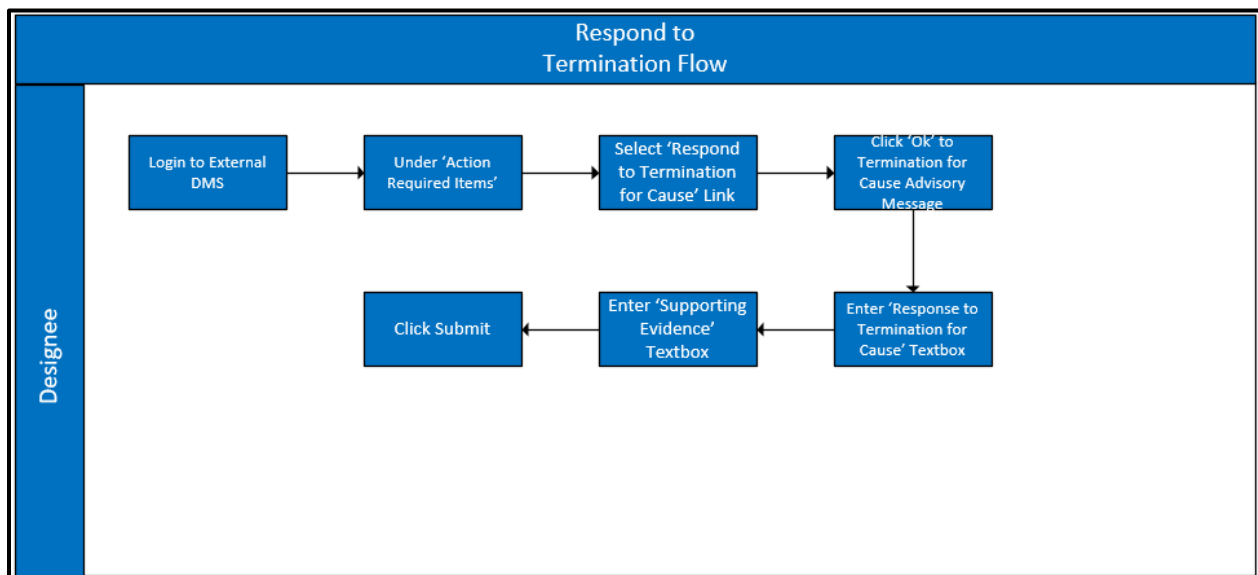 Respond to
Termination Flow
Designee
Login to External
DMS
Under ‘Action
Required Items’
Select ‘Respond
to Termination
for Cause’ Link
Click ‘Ok’ to
Termination for
Cause Advisory
Message
Enter ‘Response to
Termination for
Cause’ Textbox
Enter ‘Supporting
Evidence’
Textbox
Click Submit